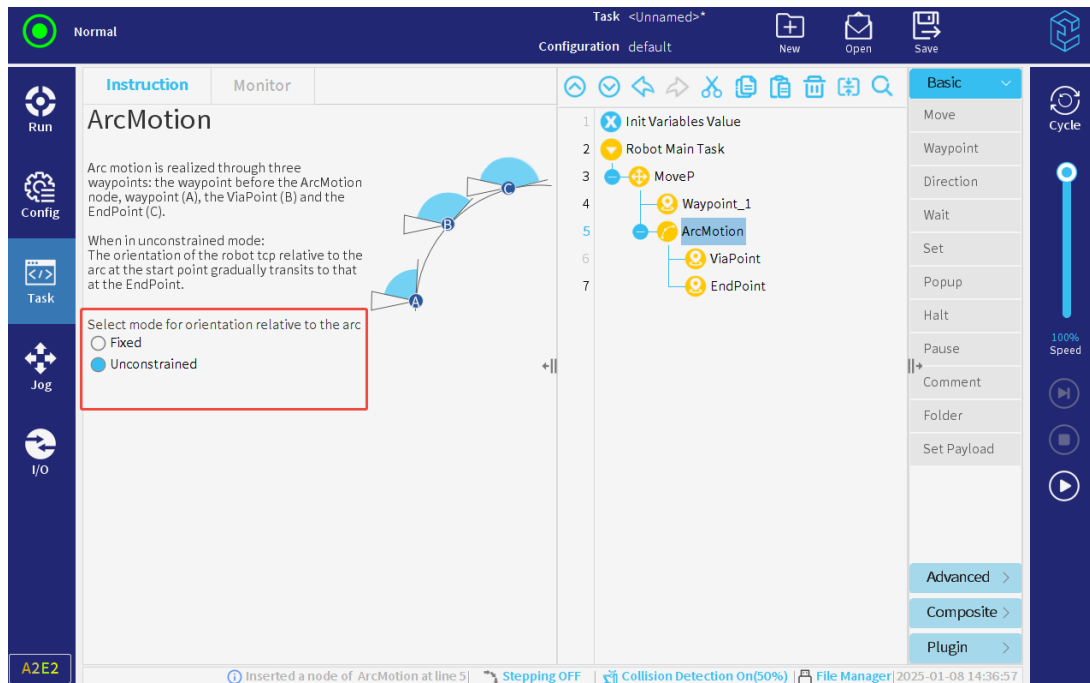 Normal
Task <Unnamed>*
Configuration default
New
Open
Save
Run
Config
Task
Jog
I/O
A2E2
Instruction
Monitor
ArcMotion
Arc motion is realized through three
waypoints: the waypoint before the ArcMotion
node, waypoint (A), the ViaPoint (B) and the
EndPoint (C).
When in unconstrained mode:
The orientation of the robot tcp relative to the
arc at the start point gradually transits to that
at the EndPoint.
A
B
C
Select mode for orientation relative to the arc
Fixed
Unconstrained
1 Init Variables Value
2 Robot Main Task
3 MoveP
4 Waypoint_1
5 ArcMotion
6 ViaPoint
7 EndPoint
Basic
Move
Waypoint
Direction
Wait
Set
Popup
Halt
Pause
Comment
Folder
Set Payload
Advanced
Composite
Plugin
Cycle
100%
Speed
Inserted a node of ArcMotion at line 5| Stepping OFF | Collision Detection On(50%) | File Manager| 2025-01-08 14:36:57